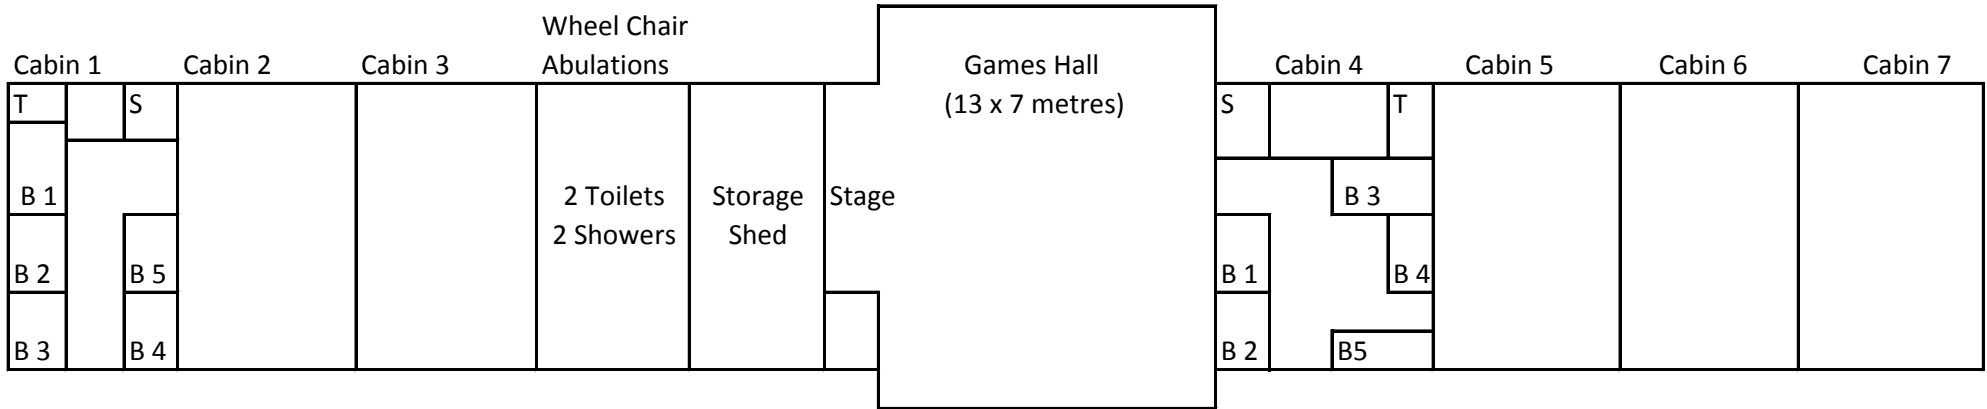 Wheel Chair
Cabin 1 Cabin 2 Cabin 3 Abulations Games Hall Cabin 4 Cabin 5 Cabin 6 Cabin 7
T S (13 x 7 metres) S T
B 1 2 Toilets Storage Stage B 3
2 Showers Shed
B 2 B 5 B 1 B 4
B 3 B 4 B 2 B5